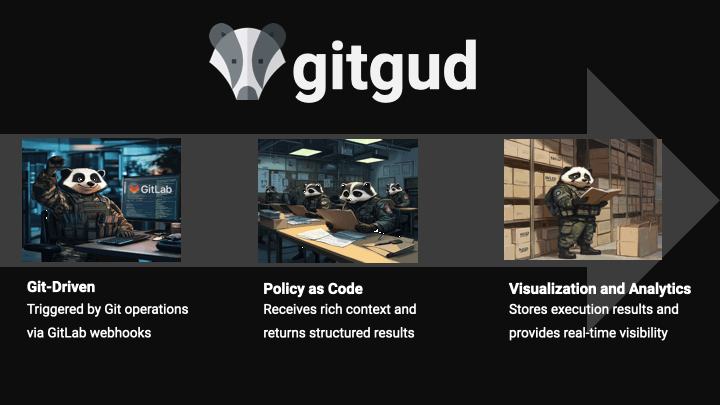 gitgud
GitLab
Git-Driven
Triggered by Git operations
via GitLab webhooks
Policy as Code
Receives rich context and
returns structured results
Visualization and Analytics
Stores execution results and
provides real-time visibility